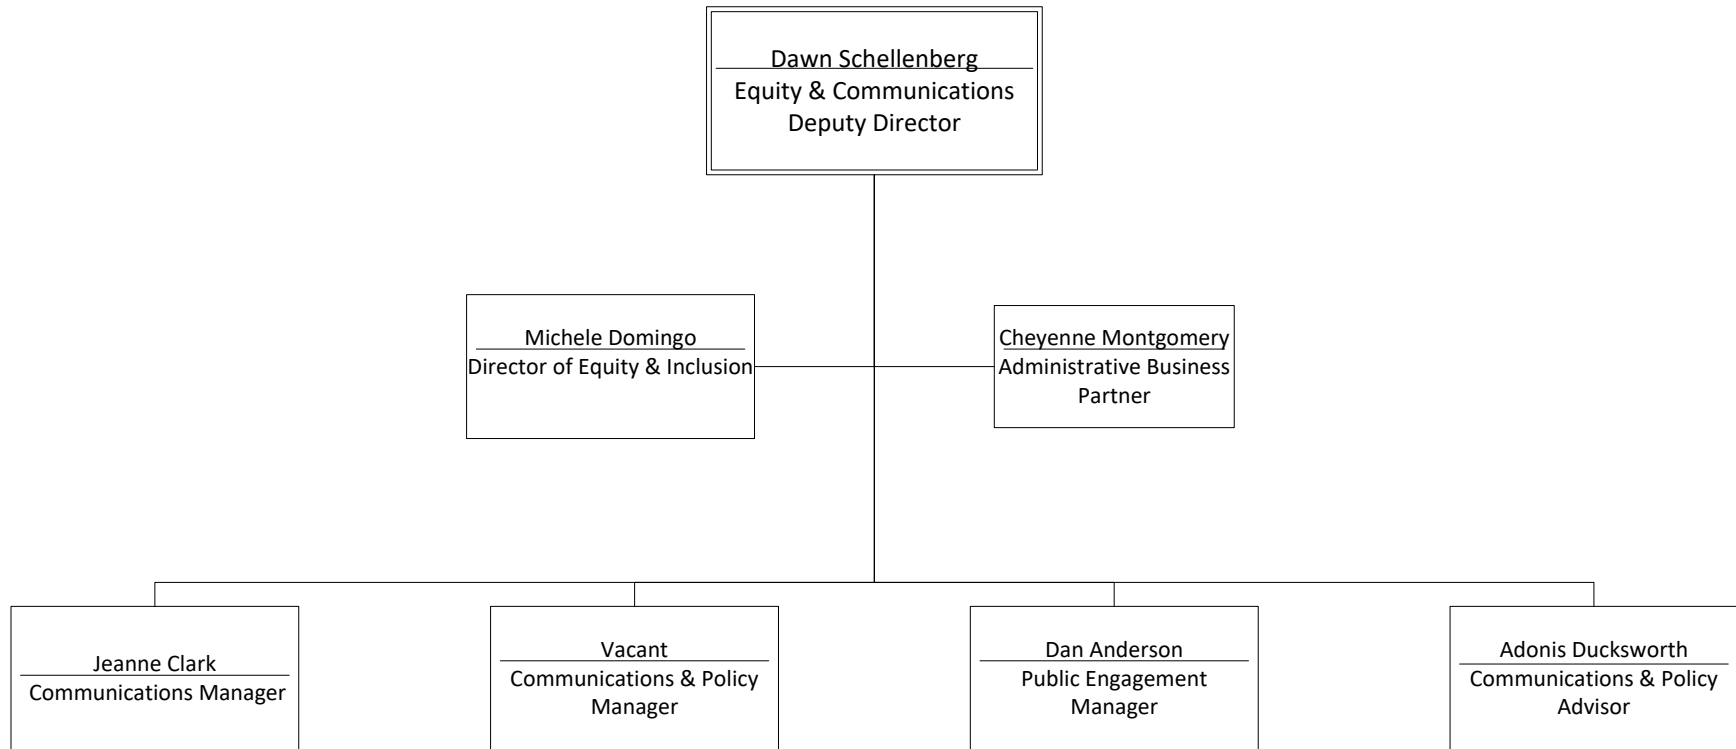 Dawn Schellenberg
Equity & Communications
Deputy Director
Michele Domingo
Director of Equity & Inclusion
Cheyenne Montgomery
Administrative Business
Partner
Jeanne Clark
Communications Manager
Vacant
Communications & Policy
Manager
Dan Anderson
Public Engagement
Manager
Adonis Ducksworth
Communications & Policy
Advisor